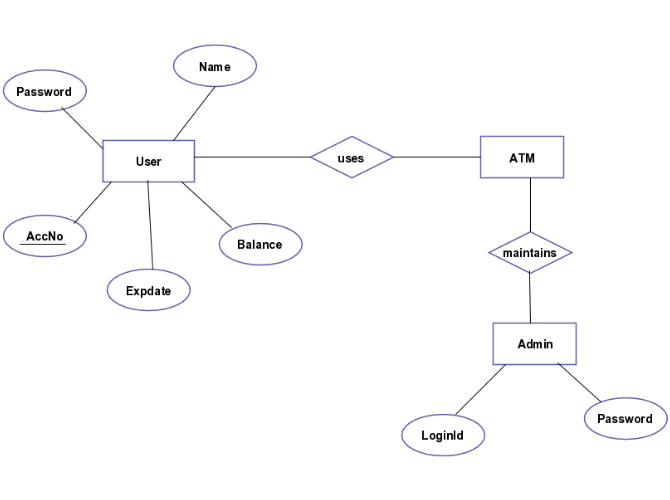 Name
Password
User
uses
ATM
AccNo
Balance
maintains
Expdate
Admin
Password
LoginId